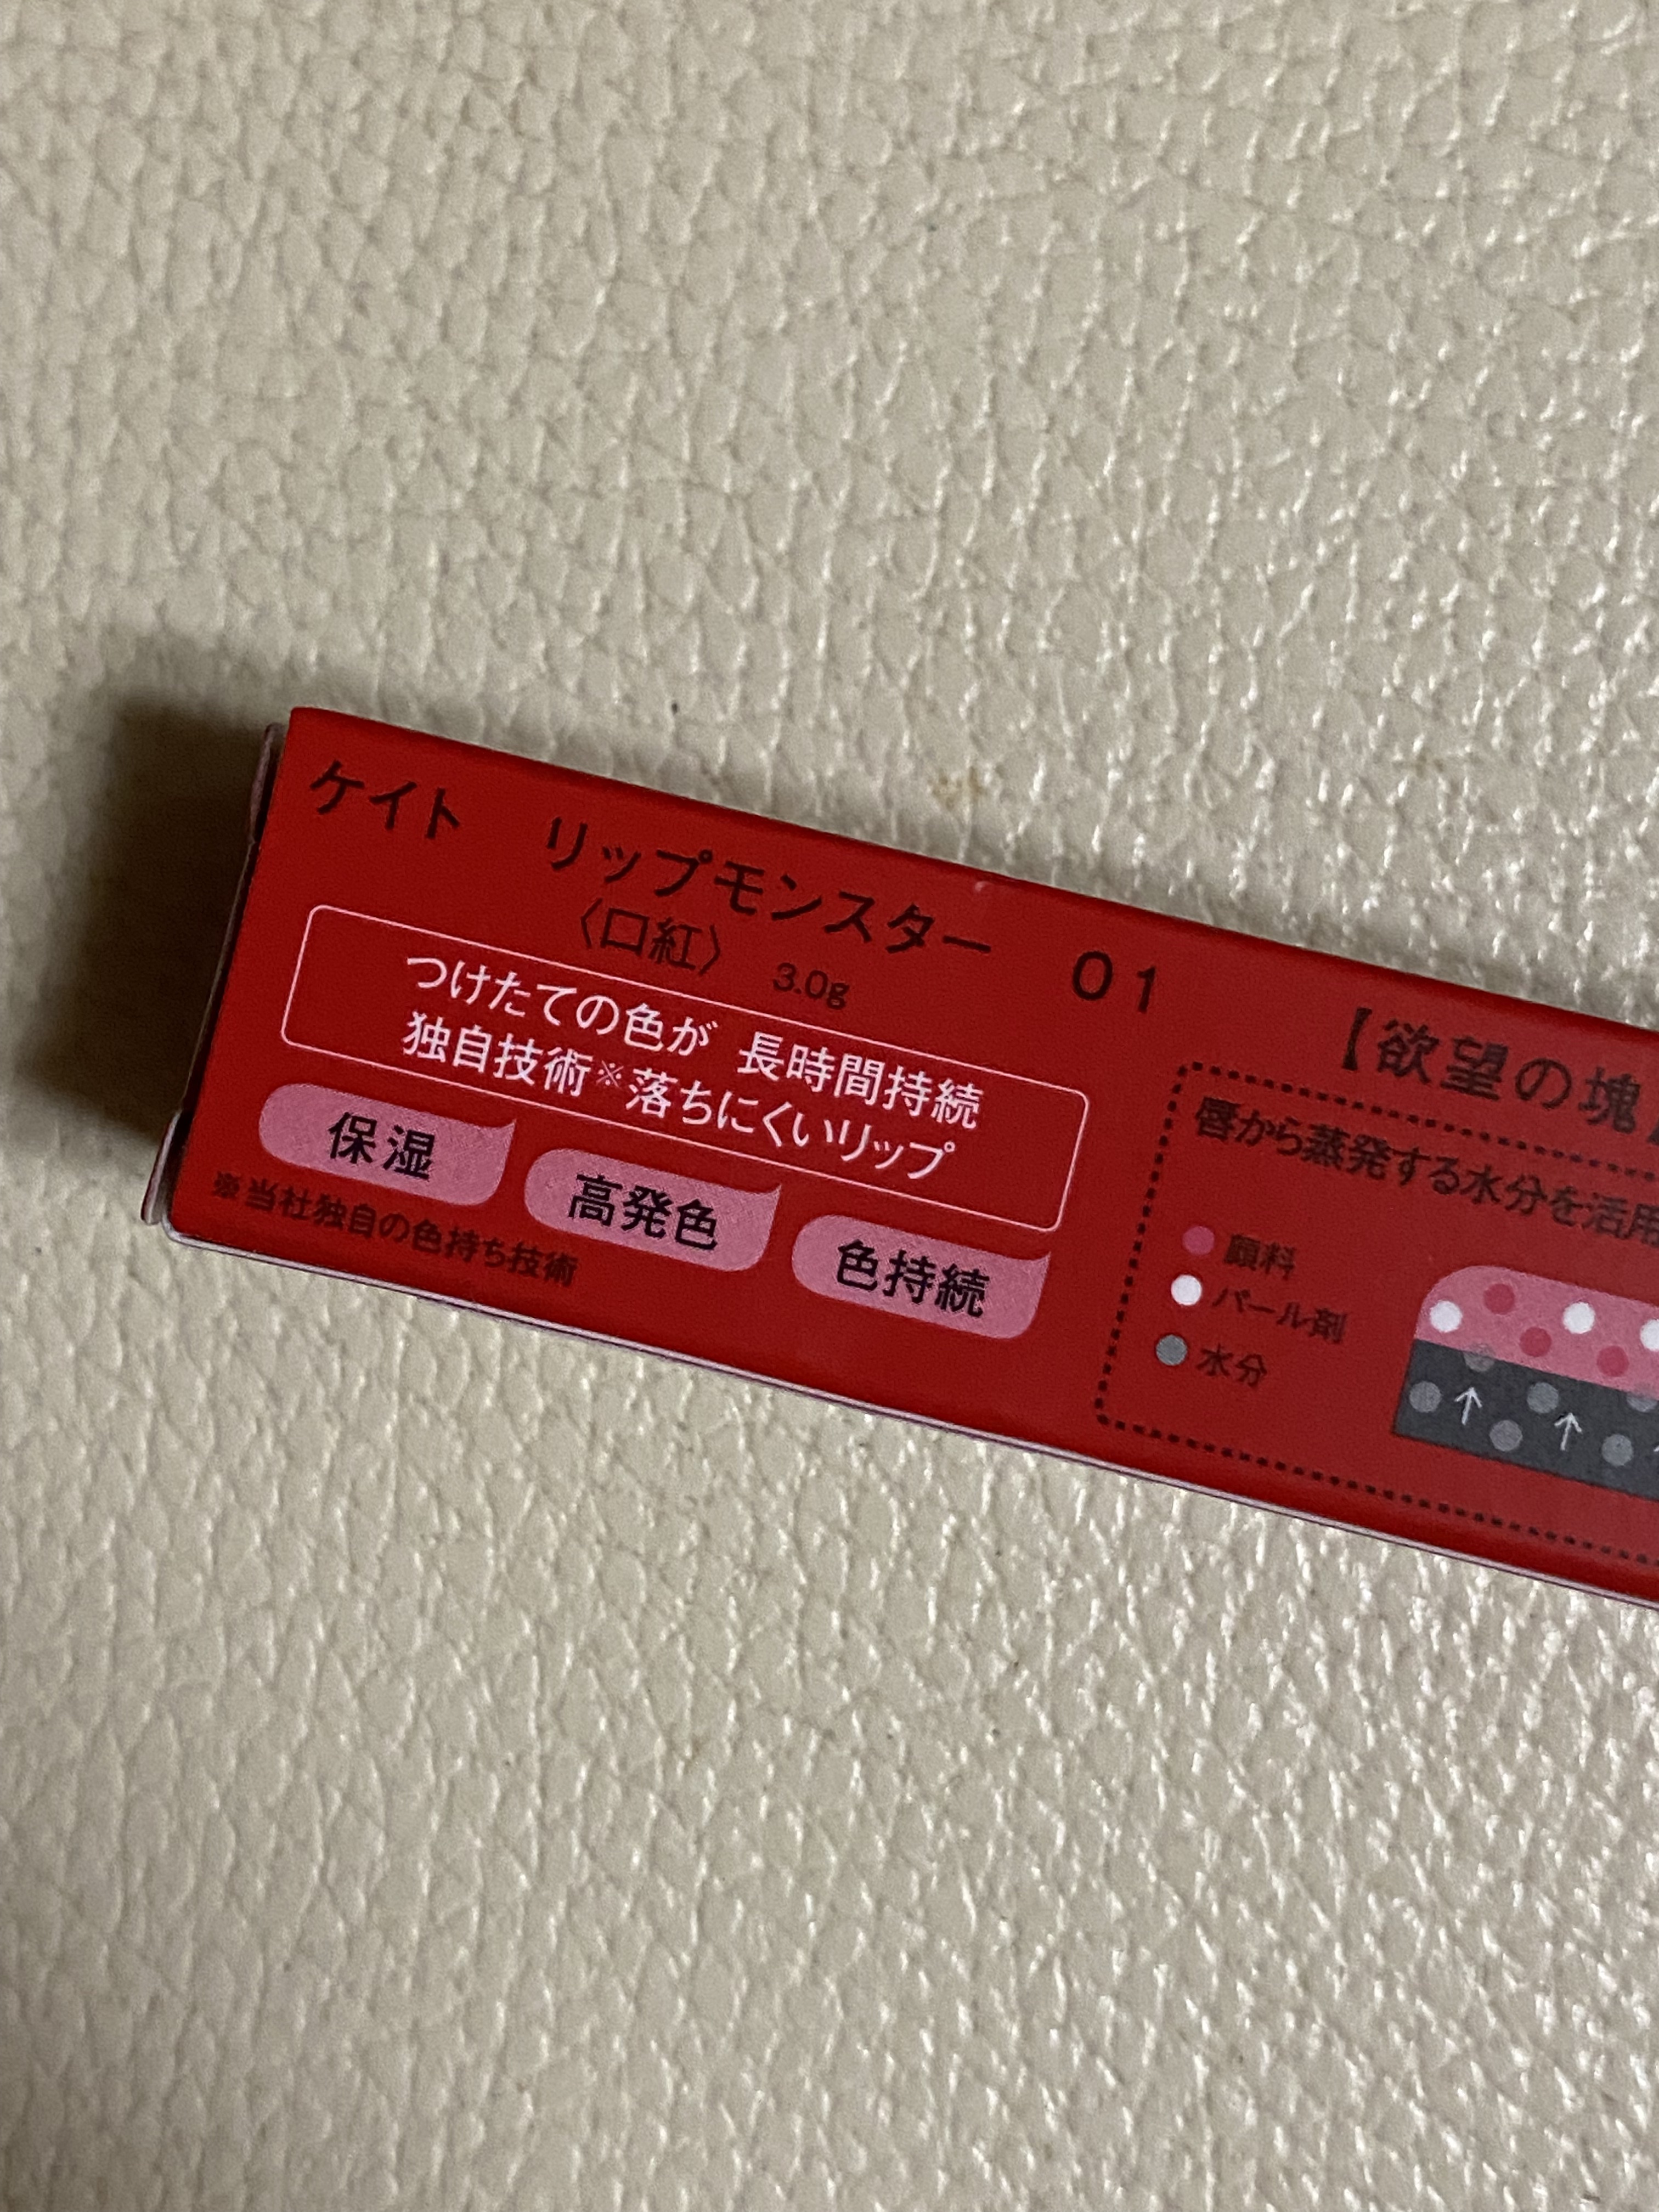 ケイト リップモンスター 01
〈口紅〉 3.0g
つけたての色が 長時間持続
独自技術※落ちにくいリップ
保湿
高発色
色持続
※当社独自の色持ち技術
【欲望の塊】
唇から蒸発する水分を活用
顔料
パール剤
水分